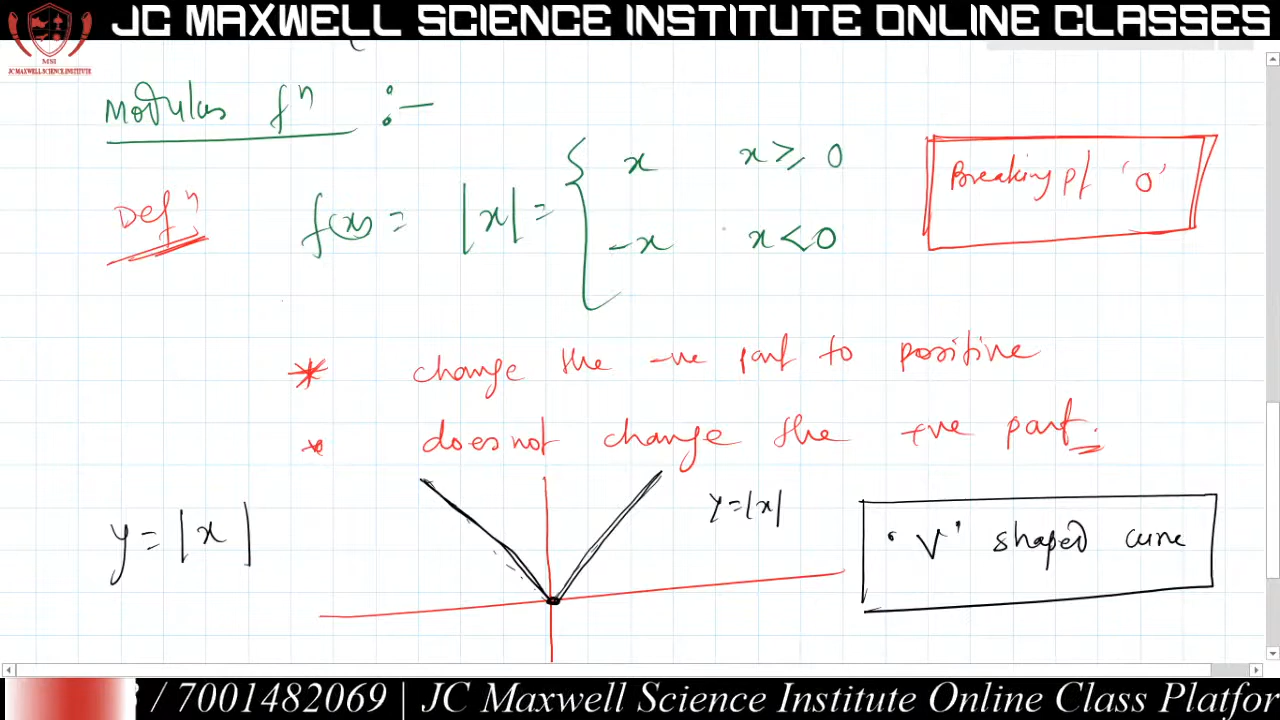 JC MAXWELL SCIENCE INSTITUTE ONLINE CLASSES
MSI
JC MAXWELL SCIENCE INSTITUTE
Modulus fⁿ :-
Defⁿ f(x) = |x| = { x x ≥ 0
-x x < 0
Breaking pt '0'
* change the -ve part to positive
* does not change the +ve part.
y = |x|
y = |x|
'V' shaped curve
3 / 7001482069 | JC Maxwell Science Institute Online Class Platfor